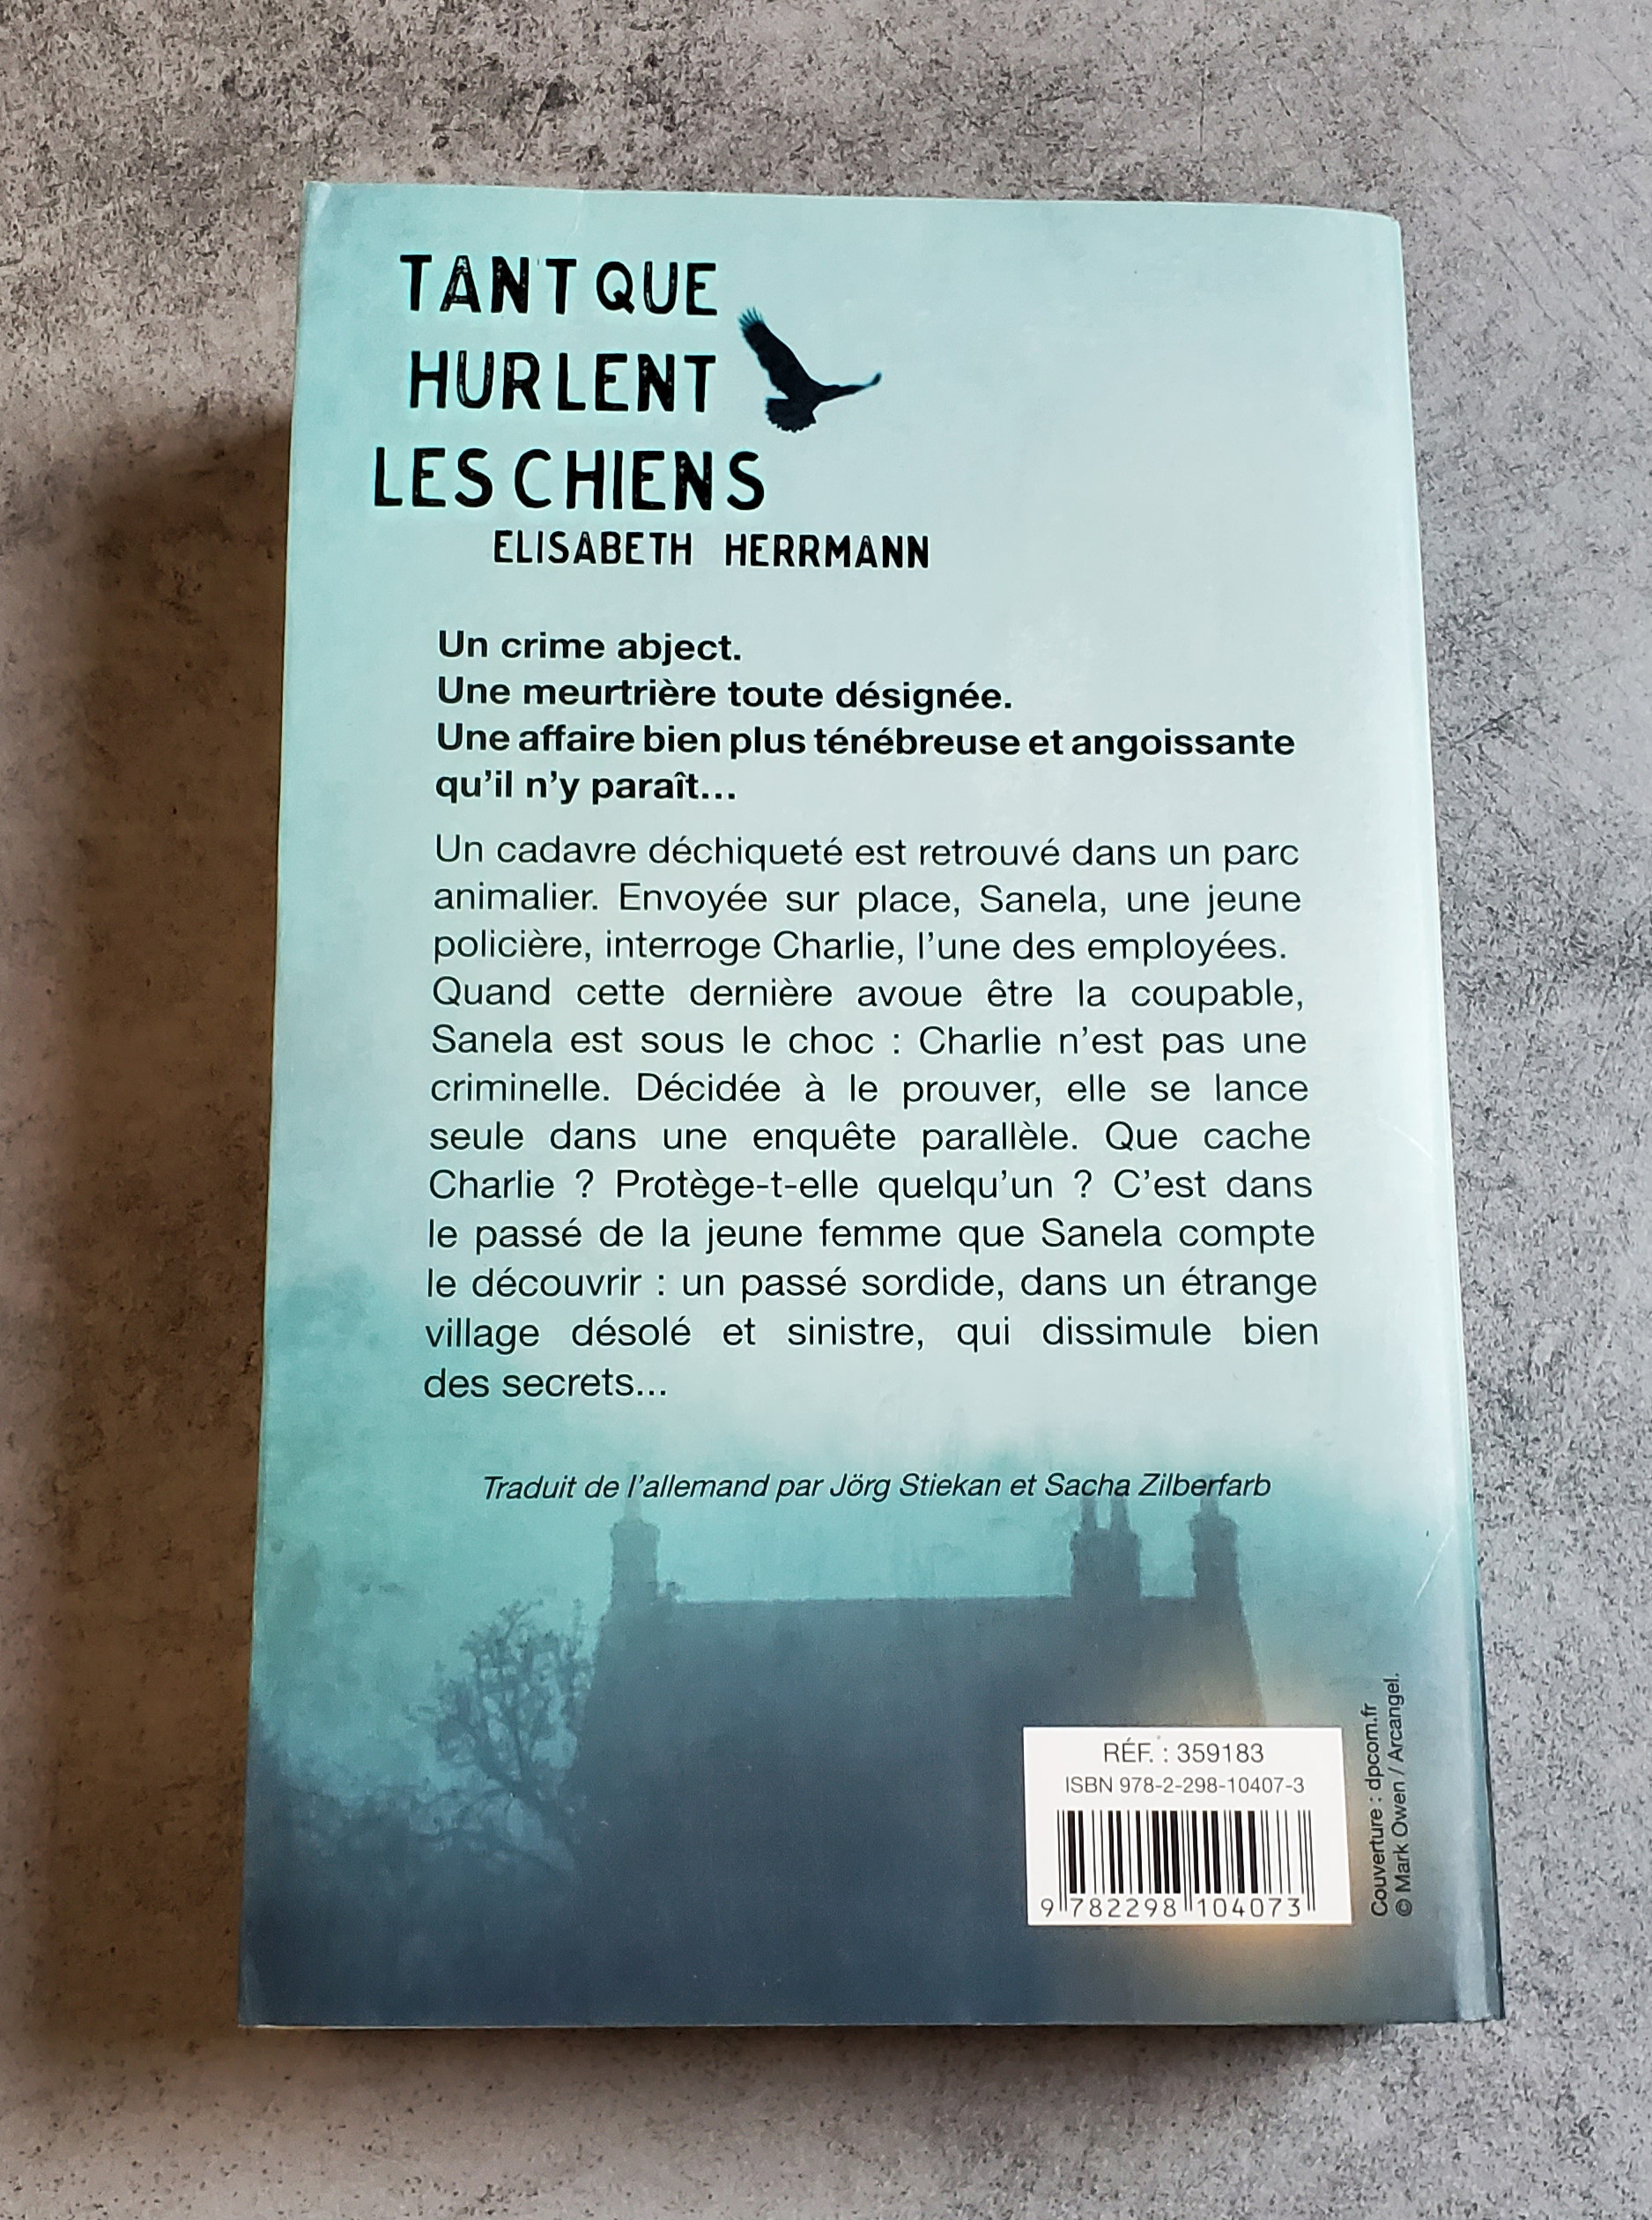 TANT QUE
HURLENT
LES CHIENS
ELISABETH HERRMANN
Un crime abject.
Une meurtrière toute désignée.
Une affaire bien plus ténébreuse et angoissante
qu'il n'y paraît...
Un cadavre déchiqueté est retrouvé dans un parc
animalier. Envoyée sur place, Sanela, une jeune
policière, interroge Charlie, l'une des employées.
Quand cette dernière avoue être la coupable,
Sanela est sous le choc : Charlie n'est pas une
criminelle. Décidée à le prouver, elle se lance
seule dans une enquête parallèle. Que cache
Charlie ? Protège-t-elle quelqu'un ? C'est dans
le passé de la jeune femme que Sanela compte
le découvrir : un passé sordide, dans un étrange
village désolé et sinistre, qui dissimule bien
des secrets...
Traduit de l'allemand par Jörg Stiekan et Sacha Zilberfarb
RÉF. : 359183
ISBN 978-2-298-10407-3
9 782298 104073
Couverture : dpcom.fr
© Mark Owen / Arcangel.